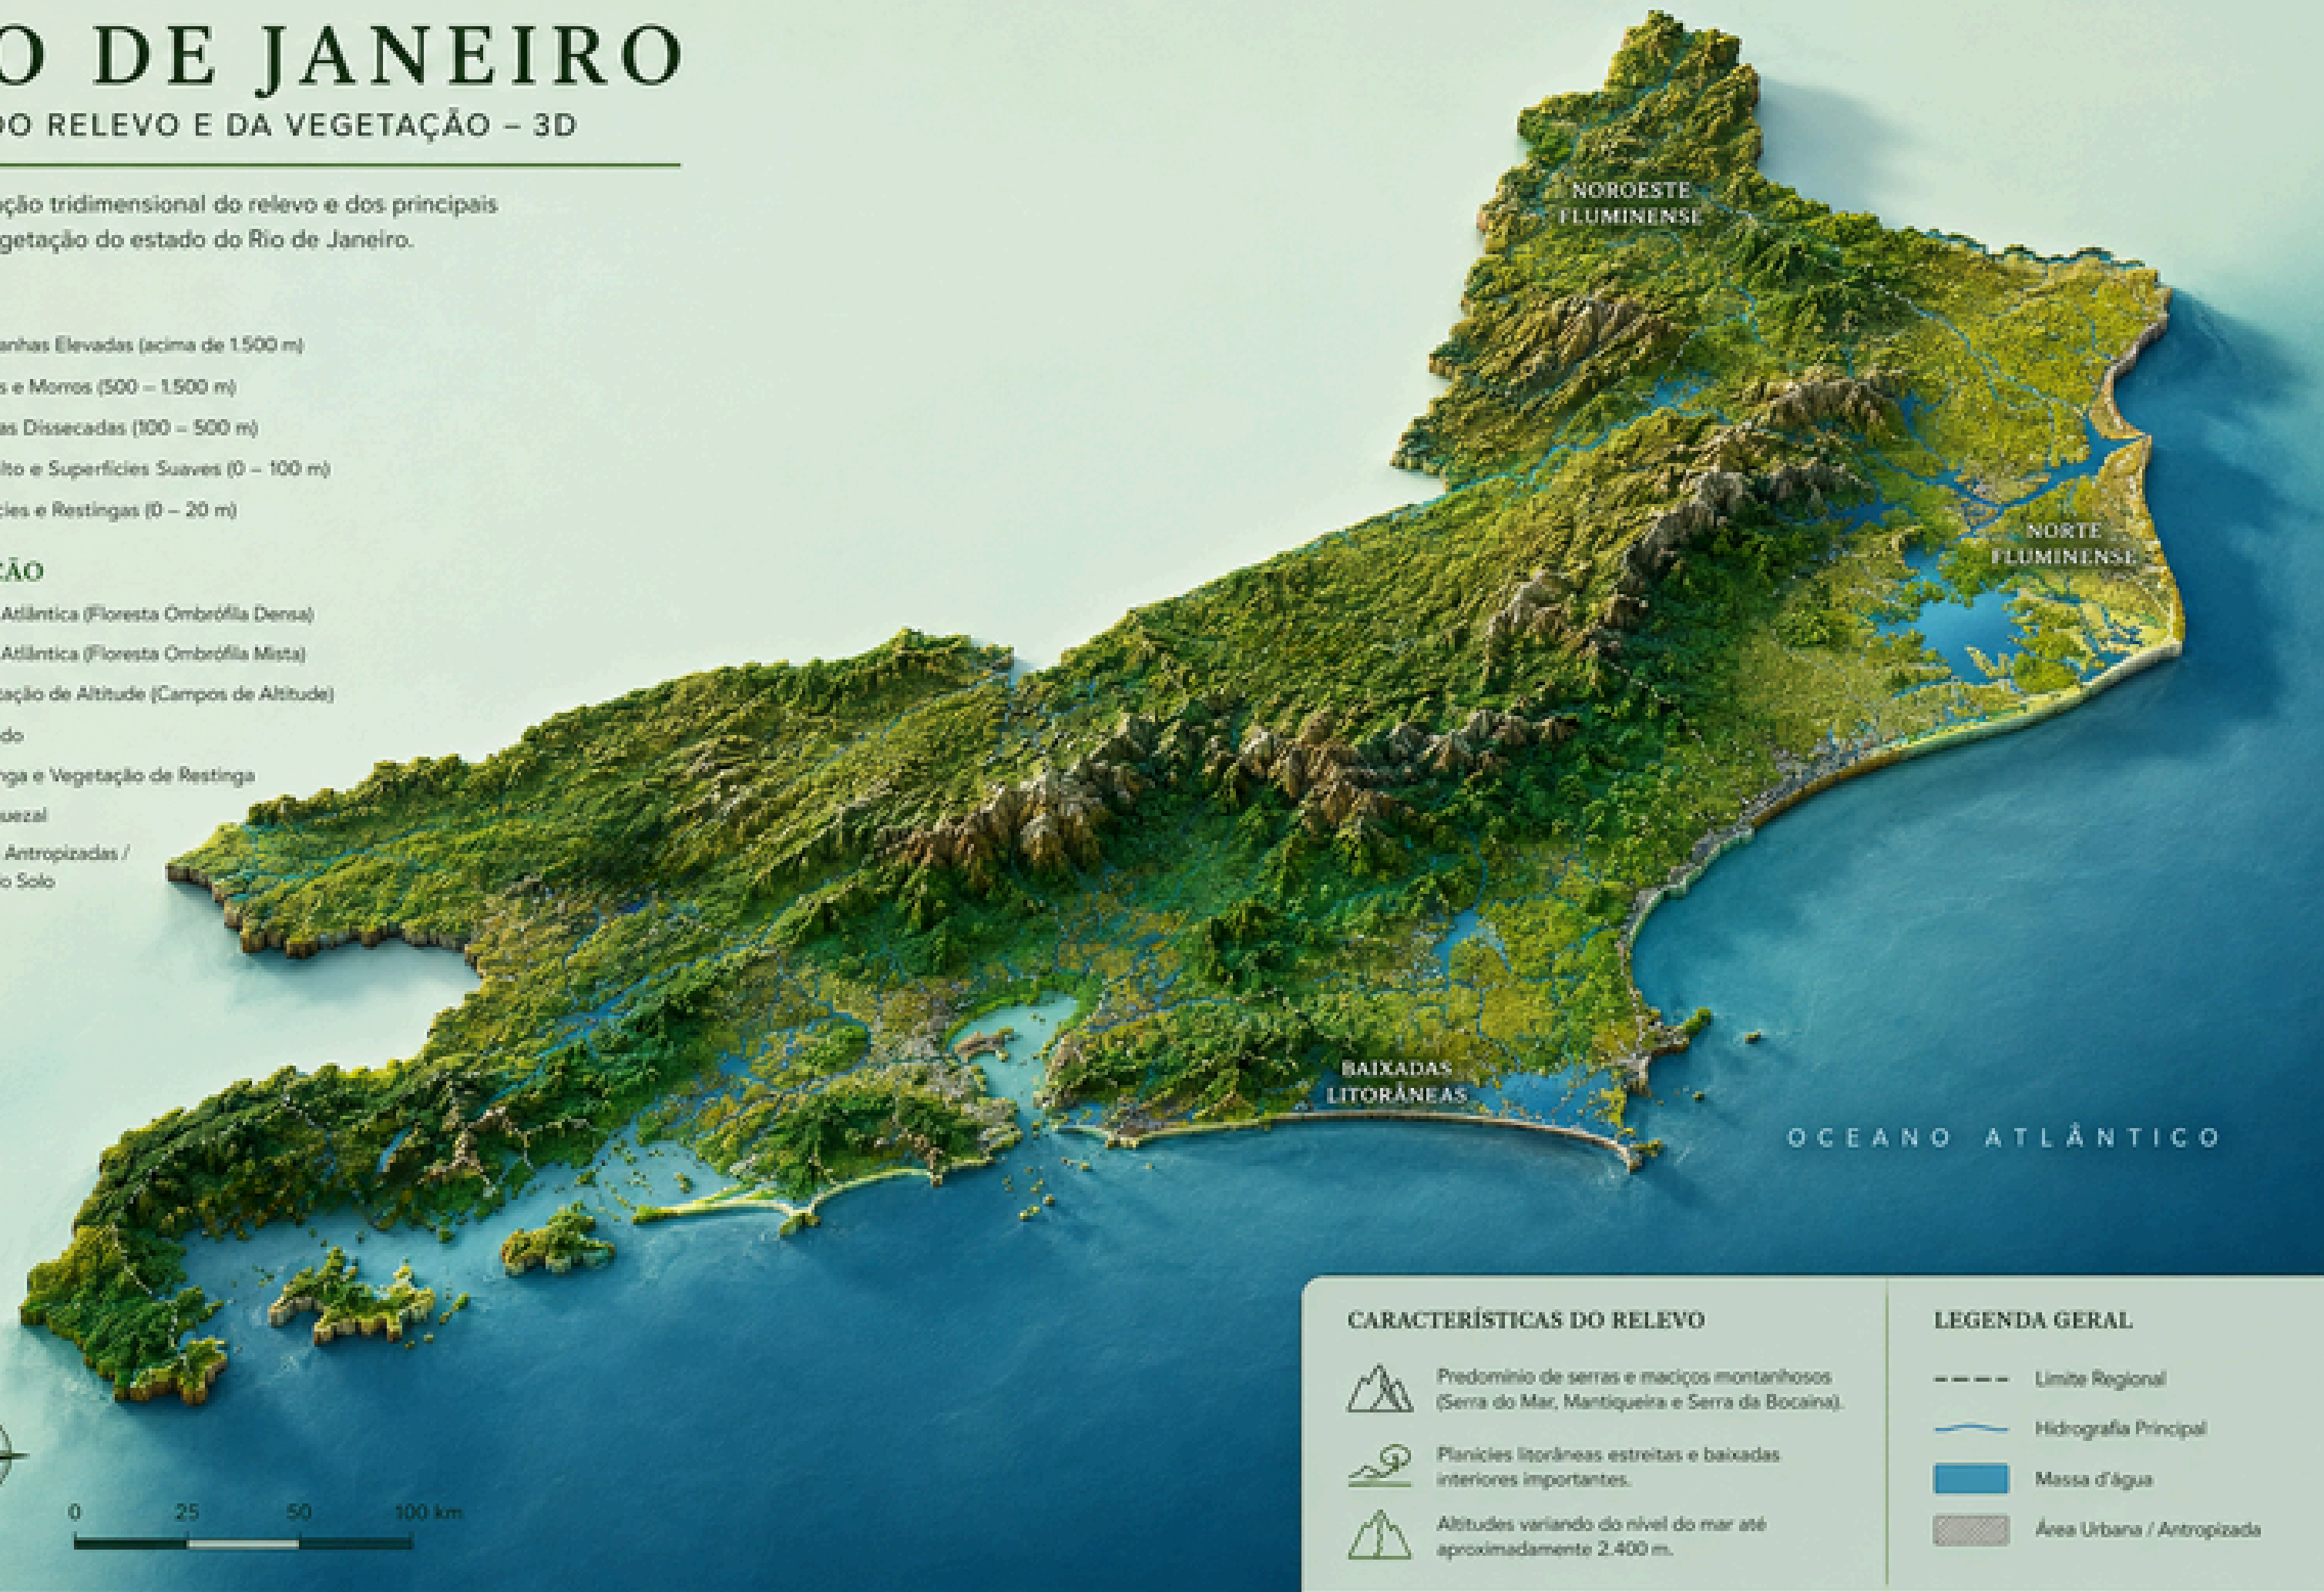 O DE JANEIRO
DO RELEVO E DA VEGETAÇÃO – 3D
ção tridimensional do relevo e dos principais
getação do estado do Rio de Janeiro.
anhas Elevadas (acima de 1.500 m)
s e Morros (500 – 1.500 m)
as Dissecadas (100 – 500 m)
lto e Superfícies Suaves (0 – 100 m)
cies e Restingas (0 – 20 m)
ÇÃO
Atlântica (Floresta Ombrófila Densa)
Atlântica (Floresta Ombrófila Mista)
tação de Altitude (Campos de Altitude)
do
nga e Vegetação de Restinga
uezal
Antropizadas /
o Solo
NOROESTE
FLUMINENSE
NORTE
FLUMINENSE
BAIXADAS
LITORÂNEAS
OCEANO ATLÂNTICO
0 25 50 100 km
CARACTERÍSTICAS DO RELEVO
Predomínio de serras e maciços montanhosos
(Serra do Mar, Mantiqueira e Serra da Bocaina).
Planícies litorâneas estreitas e baixadas
interiores importantes.
Altitudes variando do nível do mar até
aproximadamente 2.400 m.
LEGENDA GERAL
Limite Regional
Hidrografia Principal
Massa d'água
Área Urbana / Antropizada